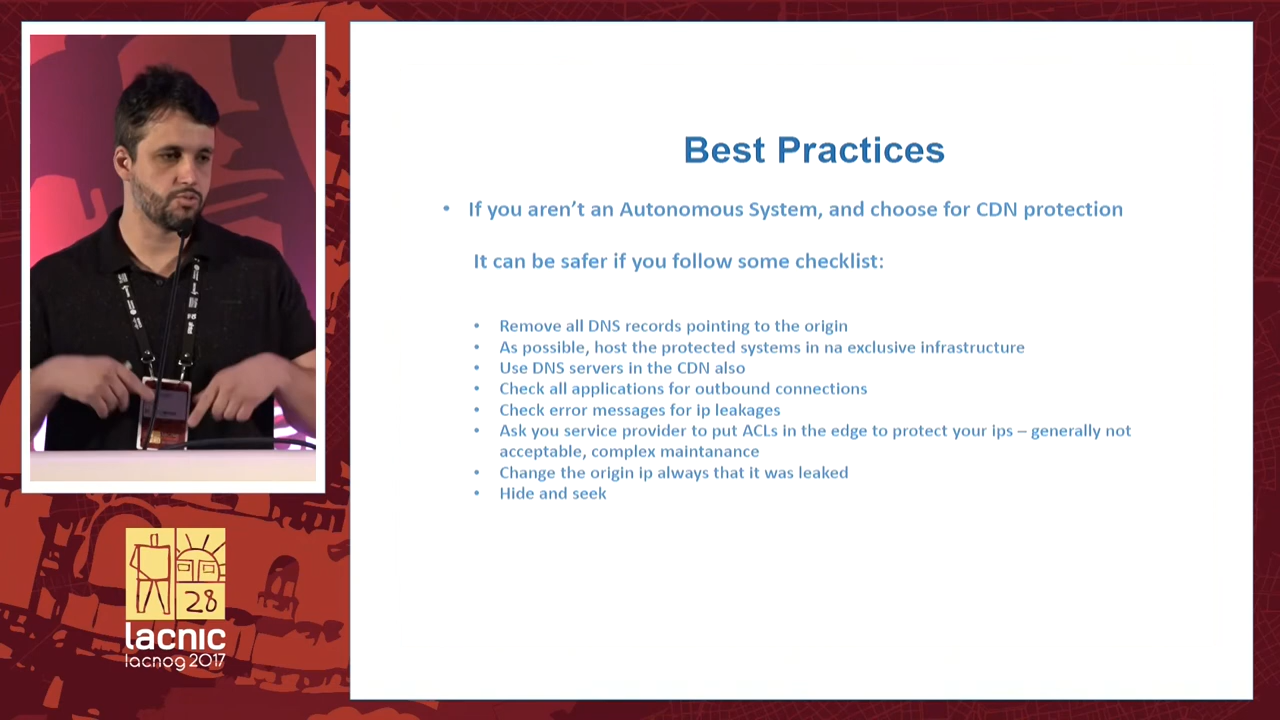 Best Practices
• If you aren't an Autonomous System, and choose for CDN protection
It can be safer if you follow some checklist:
• Remove all DNS records pointing to the origin
• As possible, host the protected systems in na exclusive infrastructure
• Use DNS servers in the CDN also
• Check all applications for outbound connections
• Check error messages for ip leakages
• Ask you service provider to put ACLs in the edge to protect your ips – generally not
acceptable, complex maintanance
• Change the origin ip always that it was leaked
• Hide and seek
28
lacnic
lacnog 2017